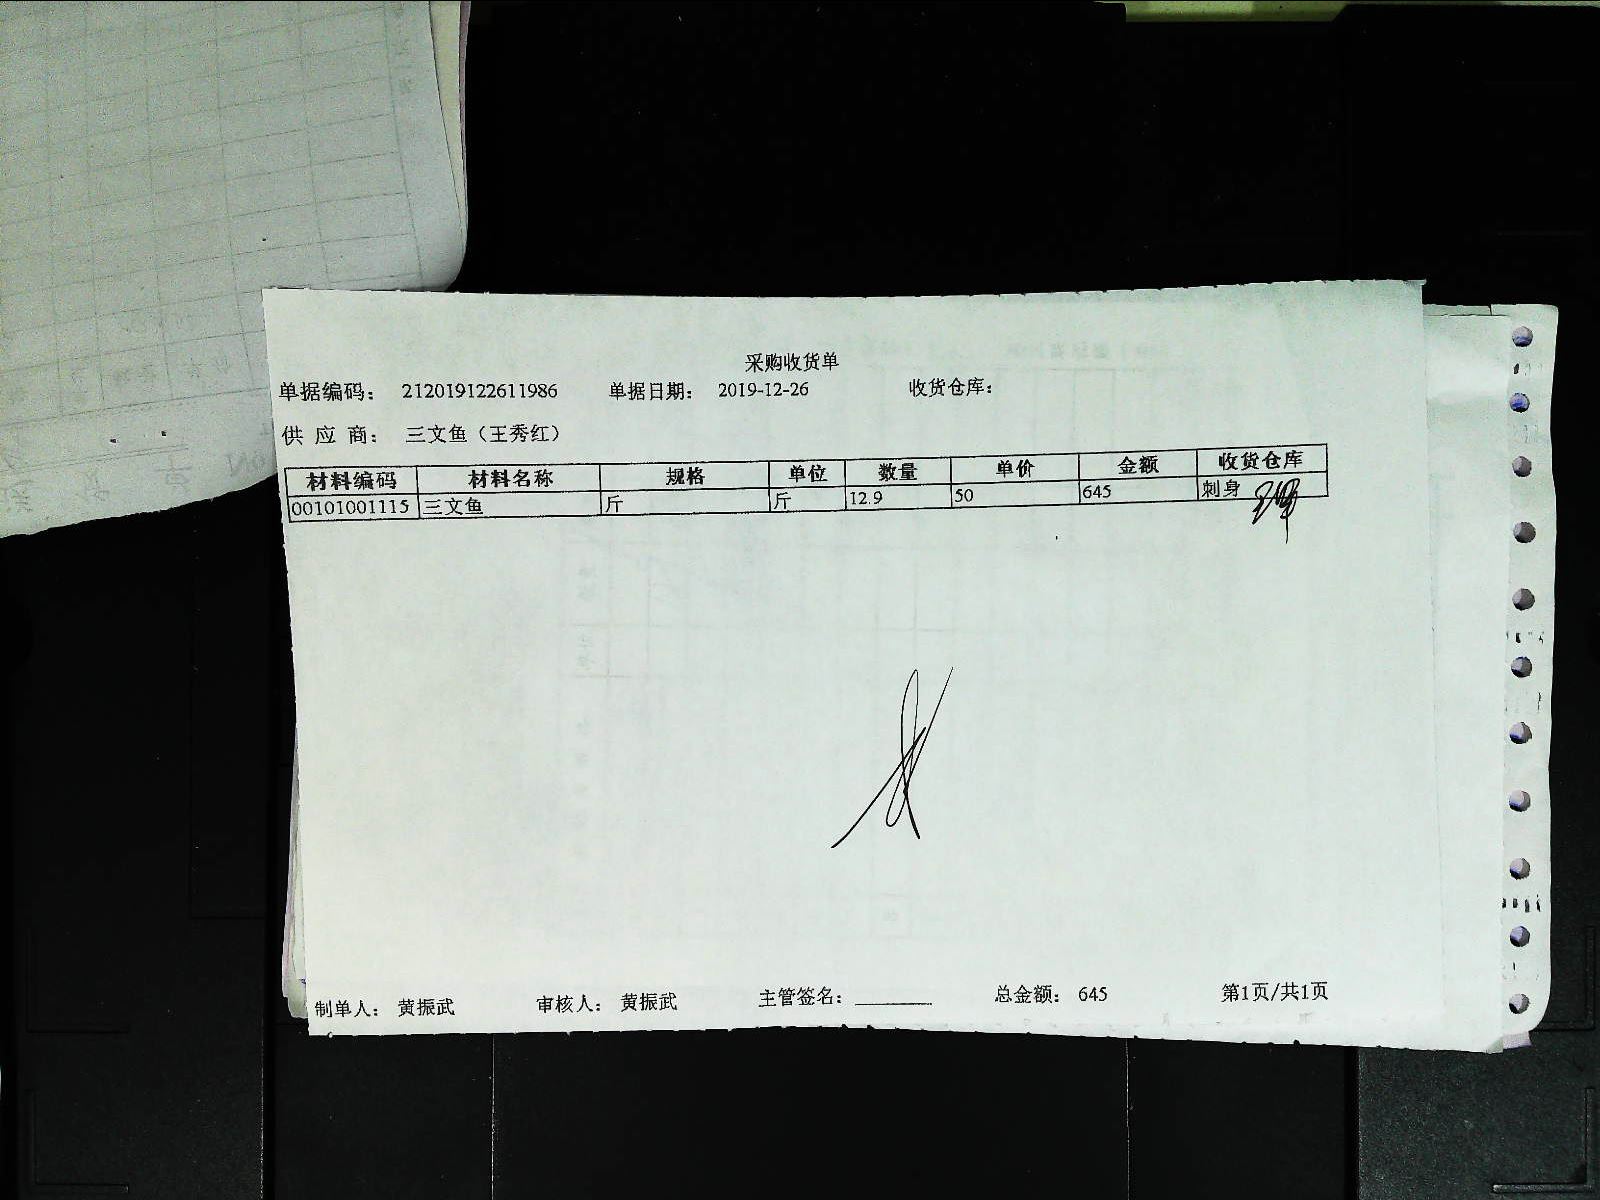 采购收货单
单据编码： 212019122611986 单据日期： 2019-12-26 收货仓库：
供 应 商： 三文鱼（王秀红）
材料编码 材料名称 规格 单位 数量 单价 金额 收货仓库
00101001115 三文鱼 斤 斤 12.9 50 645 刺身
制单人： 黄振武 审核人： 黄振武 主管签名： 总金额： 645 第1页/共1页